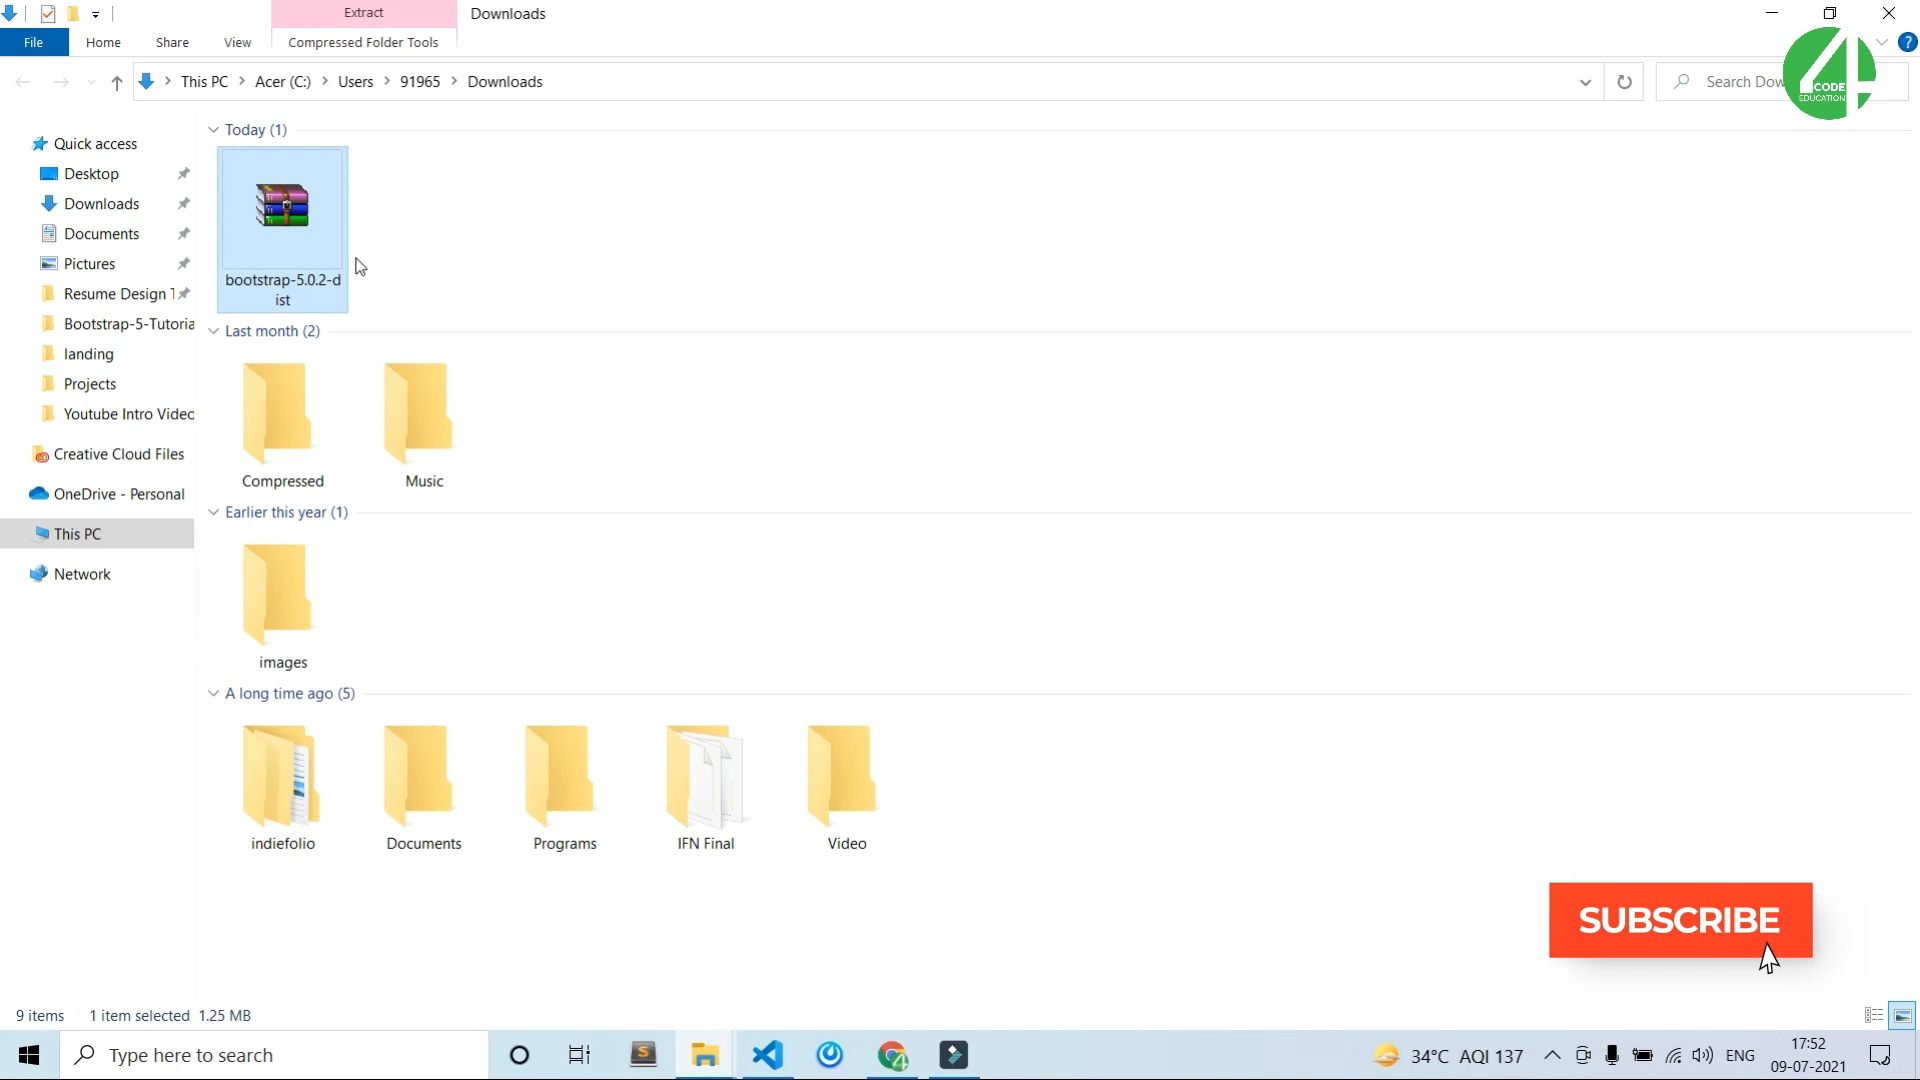 Extract
Downloads
File
Home
Share
View
Compressed Folder Tools
This PC
Acer (C:)
Users
91965
Downloads
Search Dow
4
CODE
EDUCATION
?
Quick access
Desktop
Downloads
Documents
Pictures
Resume Design T
Bootstrap-5-Tutoria
landing
Projects
Youtube Intro Video
Creative Cloud Files
OneDrive - Personal
This PC
Network
Today (1)
bootstrap-5.0.2-d
ist
Last month (2)
Compressed
Music
Earlier this year (1)
images
A long time ago (5)
indiefolio
Documents
Programs
IFN Final
Video
SUBSCRIBE
9 items
1 item selected 1.25 MB
Type here to search
34°C AQI 137
ENG
17:52
09-07-2021